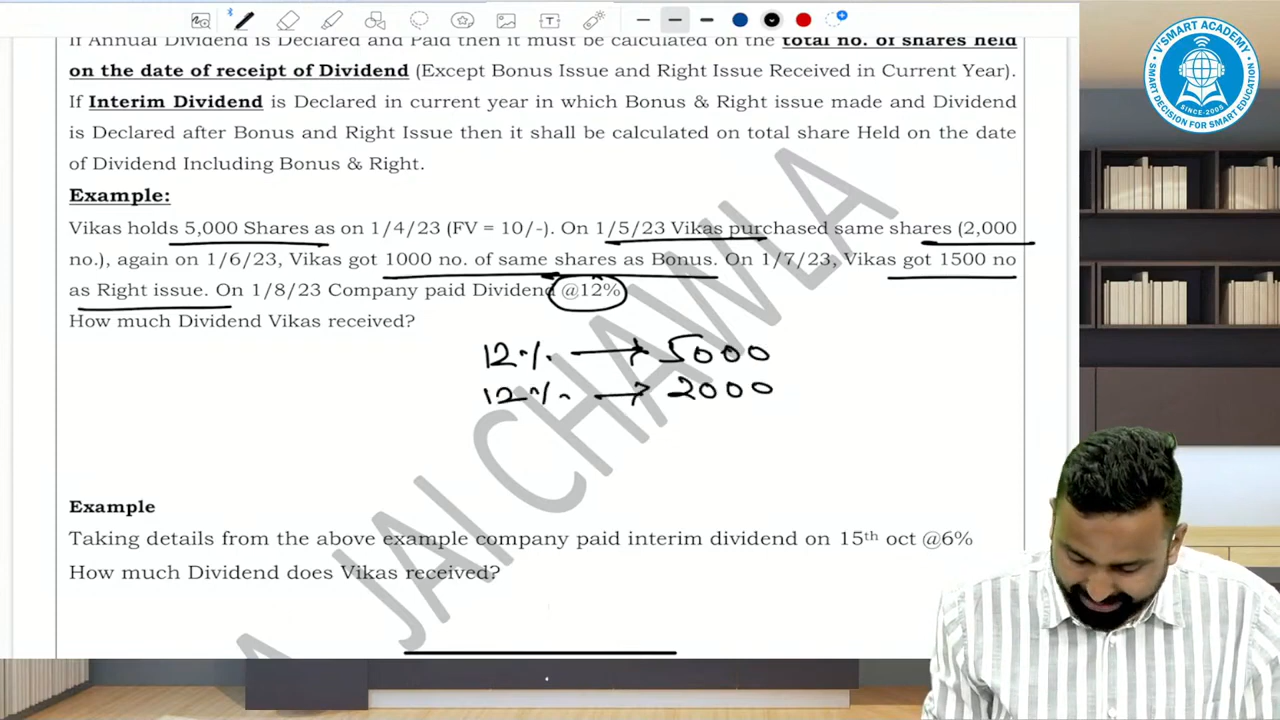 If Annual Dividend is Declared and Paid then it must be calculated on the total no. of shares held
on the date of receipt of Dividend (Except Bonus Issue and Right Issue Received in Current Year).
If Interim Dividend is Declared in current year in which Bonus & Right issue made and Dividend
is Declared after Bonus and Right Issue then it shall be calculated on total share Held on the date
of Dividend Including Bonus & Right.
Example:
Vikas holds 5,000 Shares as on 1/4/23 (FV = 10/-). On 1/5/23 Vikas purchased same shares (2,000
no.), again on 1/6/23, Vikas got 1000 no. of same shares as Bonus. On 1/7/23, Vikas got 1500 no
as Right issue. On 1/8/23 Company paid Dividend @12%
How much Dividend Vikas received?
12% → 5000
12% → 2000
Example
Taking details from the above example company paid interim dividend on 15th oct @6%
How much Dividend does Vikas received?
JAI CHAWLA
V'SMART ACADEMY
SINCE-2005
SMART DECISION FOR SMART EDUCATION